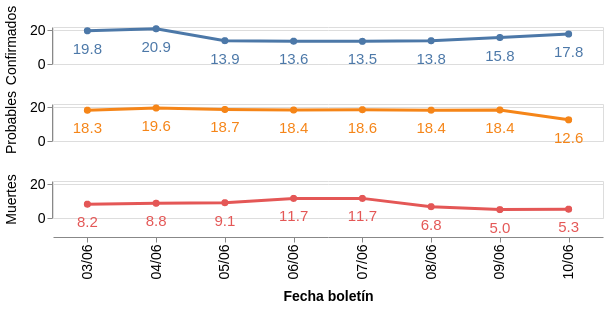 Confirmados
20
0
19.8 20.9 13.9 13.6 13.5 13.8 15.8 17.8
Probables
20
0
18.3 19.6 18.7 18.4 18.6 18.4 18.4 12.6
Muertes
20
0
8.2 8.8 9.1 11.7 11.7 6.8 5.0 5.3
03/06 04/06 05/06 06/06 07/06 08/06 09/06 10/06
Fecha boletín